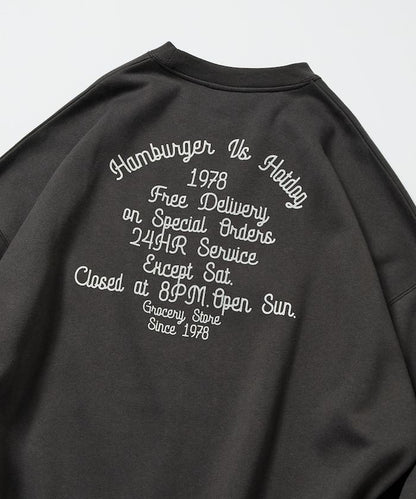 Hamburger Vs Hotdog
1978
Free Delivery
on Special Orders
24HR Service
Except Sat.
Closed at 8PM. Open Sun.
Grocery Store
Since 1978